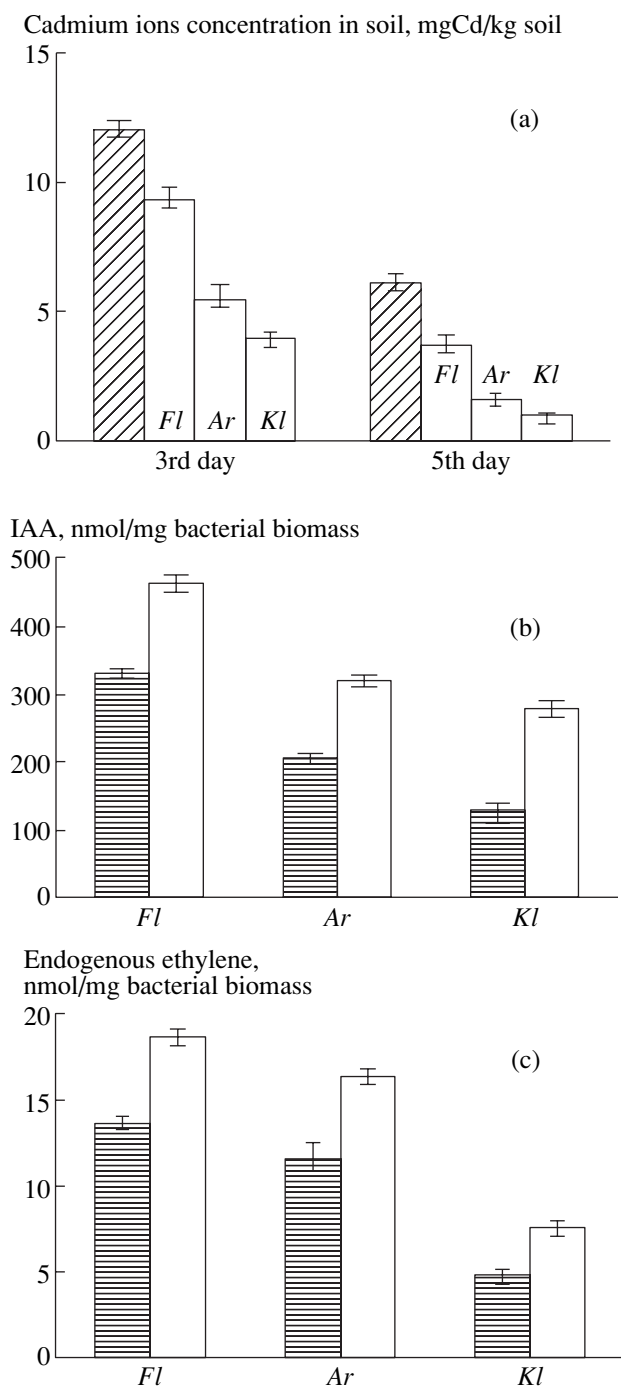 Cadmium ions concentration in soil, mgCd/kg soil
15
(a)
10
5
Fl Ar Kl
Fl Ar Kl
0
3rd day 5th day
IAA, nmol/mg bacterial biomass
500
(b)
400
300
200
100
0
Fl Ar Kl
Endogenous ethylene,
nmol/mg bacterial biomass
20
(c)
15
10
5
0
Fl Ar Kl